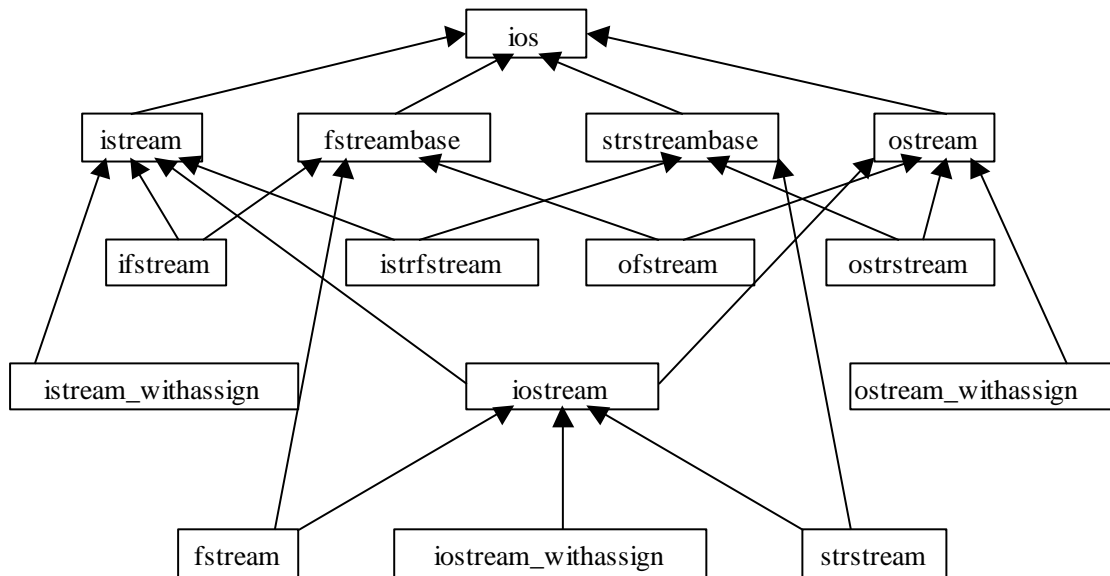 ios
istream
fstreambase
strstreambase
ostream
ifstream
istrfstream
ofstream
ostrstream
istream_withassign
iostream
ostream_withassign
fstream
iostream_withassign
strstream